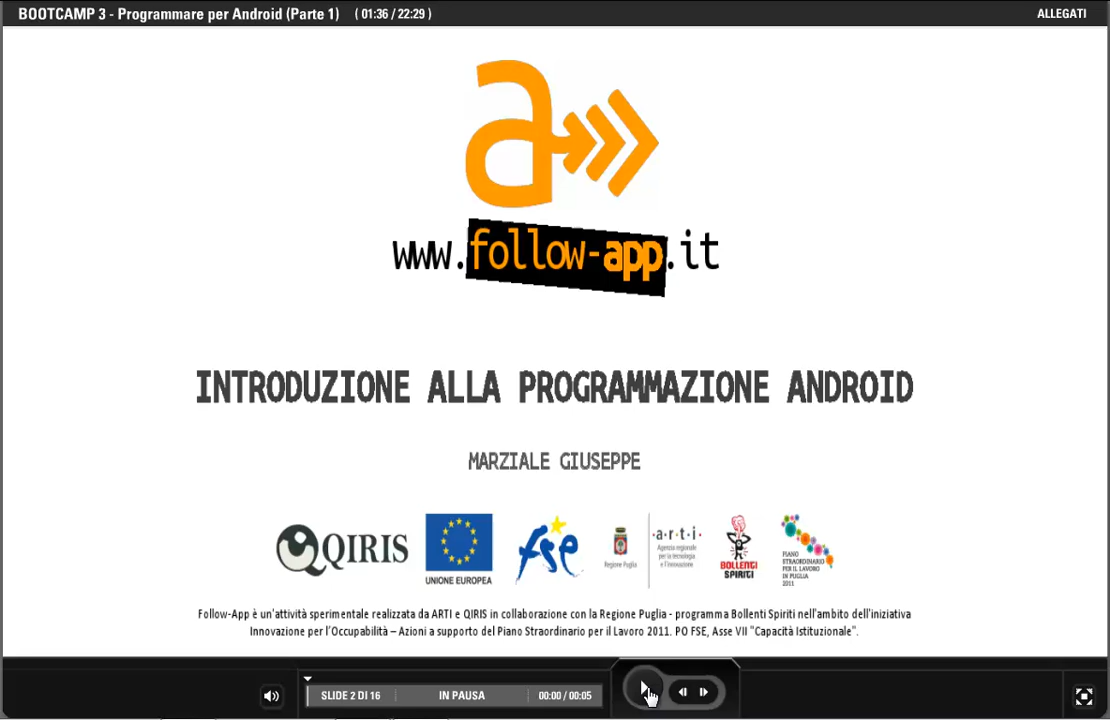 BOOTCAMP 3 - Programmare per Android (Parte 1) ( 01:36 / 22:29 ) ALLEGATI
a
www.follow-app.it
INTRODUZIONE ALLA PROGRAMMAZIONE ANDROID
MARZIALE GIUSEPPE
QIRIS
UNIONE EUROPEA
fse
Regione Puglia
a·r·t·i
Agenzia regionale
per la tecnologia
e l'innovazione
BOLLENTI
SPIRITI
PIANO
STRAORDINARIO
PER IL LAVORO
IN PUGLIA
2011
Follow-App è un'attività sperimentale realizzata da ARTI e QIRIS in collaborazione con la Regione Puglia - programma Bollenti Spiriti nell'ambito dell'iniziativa
Innovazione per l'Occupabilità – Azioni a supporto del Piano Straordinario per il Lavoro 2011. PO FSE, Asse VII "Capacità Istituzionale".
SLIDE 2 DI 16 IN PAUSA 00:00 / 00:05